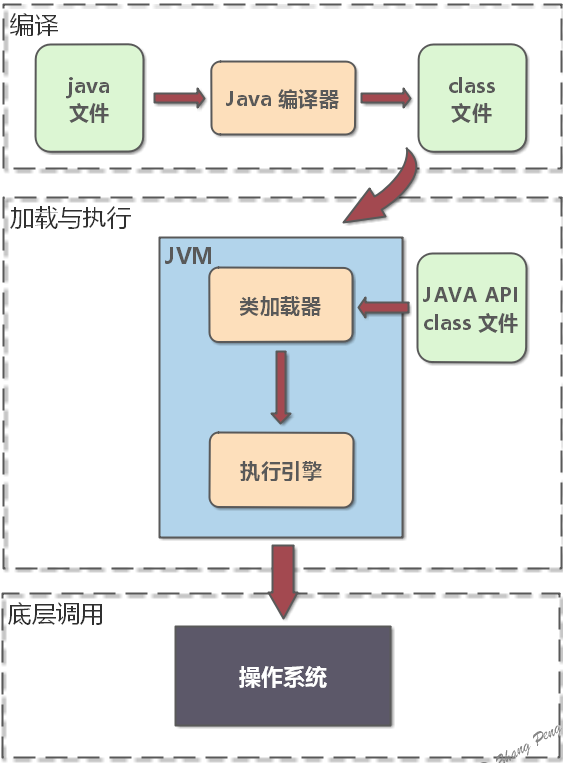 编译
java
文件
Java 编译器
class
文件
加载与执行
JVM
类加载器
JAVA API
class 文件
执行引擎
底层调用
操作系统
Peng